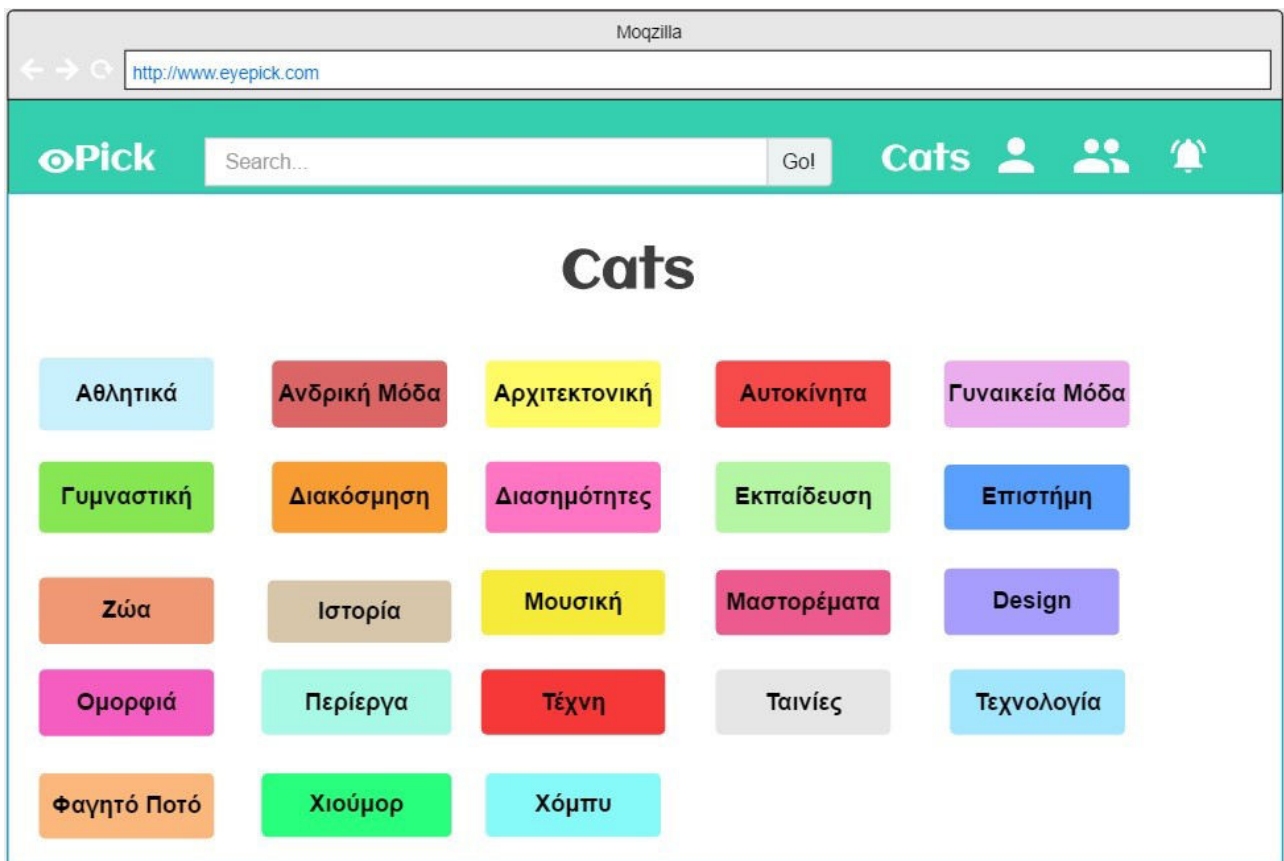 Moqzilla
http://www.eyepick.com
Pick Search... Go! Cats
Cats
Αθλητικά Ανδρική Μόδα Αρχιτεκτονική Αυτοκίνητα Γυναικεία Μόδα
Γυμναστική Διακόσμηση Διασημότητες Εκπαίδευση Επιστήμη
Ζώα Ιστορία Μουσική Μαστορέματα Design
Ομορφιά Περίεργα Τέχνη Ταινίες Τεχνολογία
Φαγητό Ποτό Χιούμορ Χόμπυ